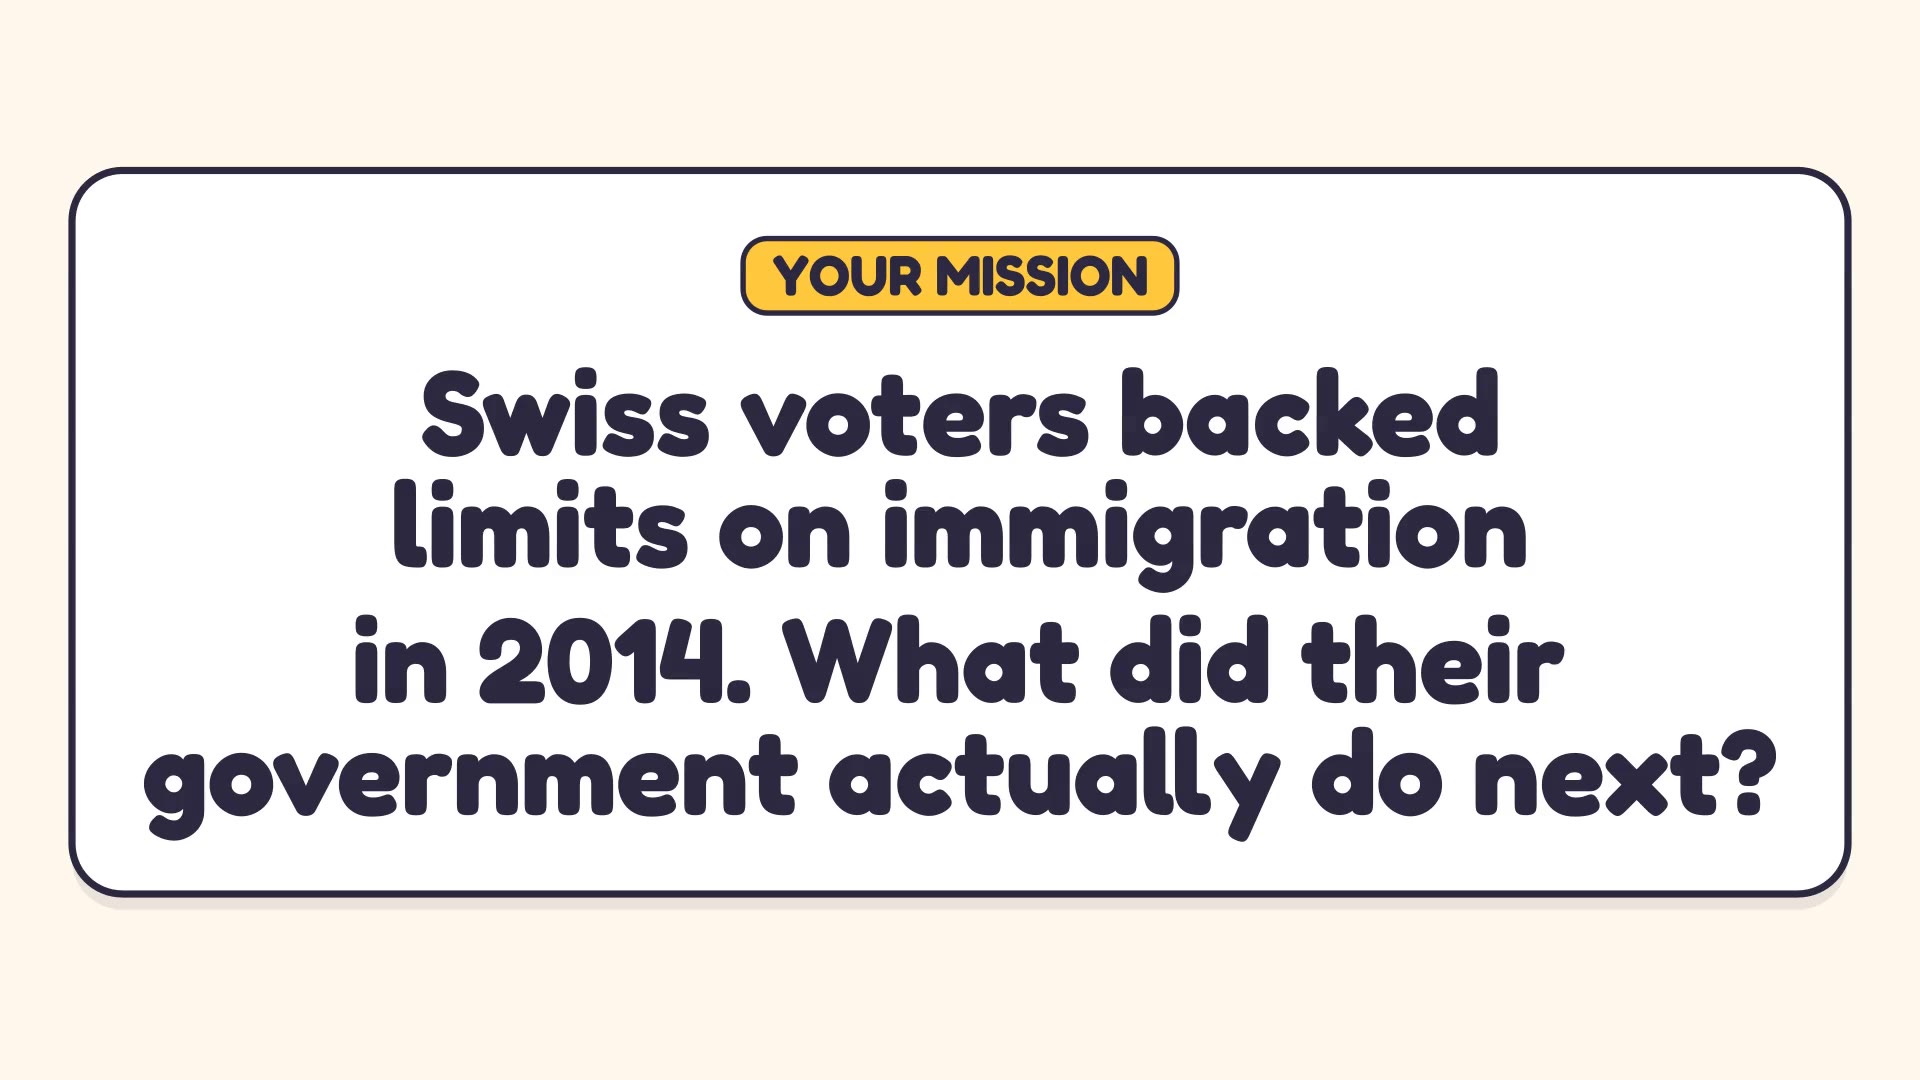 YOUR MISSION
Swiss voters backed
limits on immigration
in 2014. What did their
government actually do next?